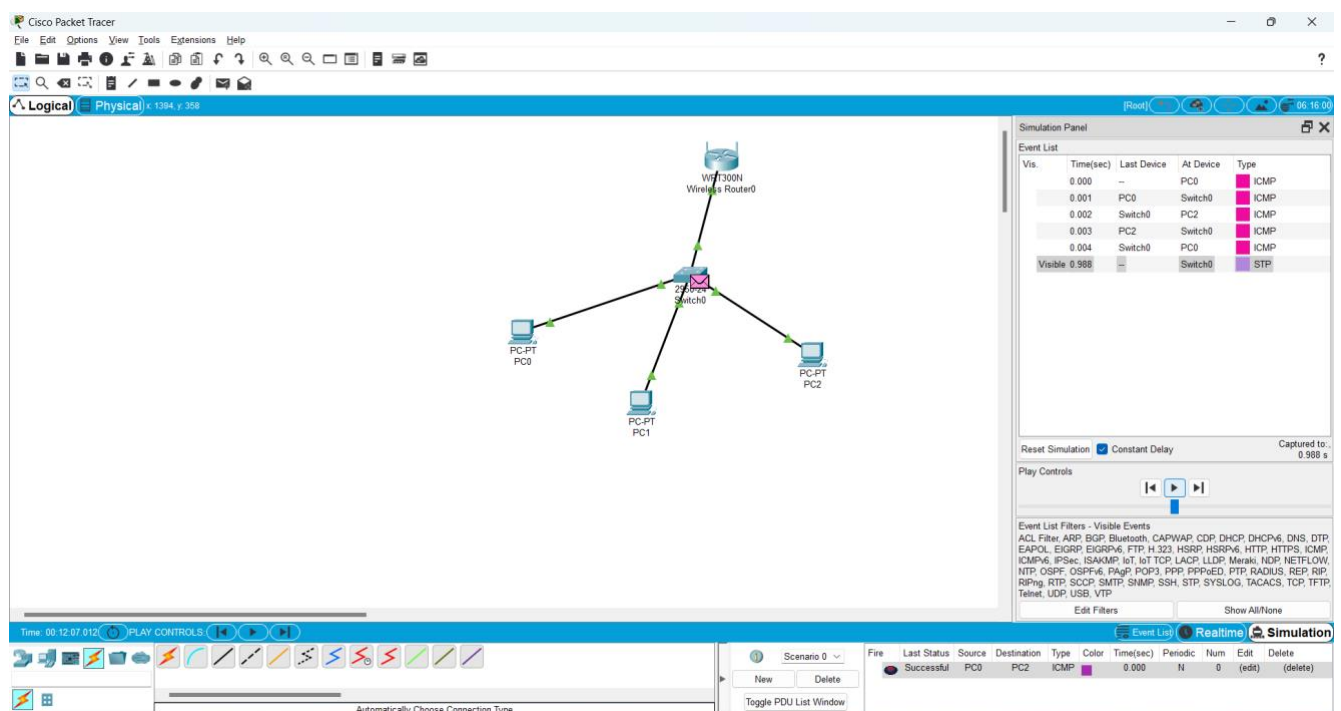 Cisco Packet Tracer
File Edit Options View Tools Extensions Help
?
Logical Physical x: 1394, y: 358 [Root] 06:16:00
WRT300N
Wireless Router0
Switch0
PC-PT
PC0
PC-PT
PC1
PC-PT
PC2
Simulation Panel
Event List
Vis. Time(sec) Last Device At Device Type
0.000 -- PC0 ICMP
0.001 PC0 Switch0 ICMP
0.002 Switch0 PC2 ICMP
0.003 PC2 Switch0 ICMP
0.004 Switch0 PC0 ICMP
Visible 0.988 -- Switch0 STP
Reset Simulation Constant Delay Captured to:
0.988 s
Play Controls
Event List Filters - Visible Events
ACL Filter, ARP, BGP, Bluetooth, CAPWAP, CDP, DHCP, DHCPv6, DNS, DTP,
EAPOL, EIGRP, EIGRPv6, FTP, H.323, HSRP, HSRPv6, HTTP, HTTPS, ICMP,
ICMPv6, IPSec, ISAKMP, IoT, IoT TCP, LACP, LLDP, Meraki, NDP, NETFLOW,
NTP, OSPF, OSPFv6, PAgP, POP3, PPP, PPPoED, PTP, RADIUS, REP, RIP,
RIPng, RTP, SCCP, SMTP, SNMP, SSH, STP, SYSLOG, TACACS, TCP, TFTP,
Telnet, UDP, USB, VTP
Edit Filters Show All/None
Time: 00:12:07.012 PLAY CONTROLS: Event List Realtime Simulation
Scenario 0
New Delete
Toggle PDU List Window
Fire Last Status Source Destination Type Color Time(sec) Periodic Num Edit Delete
Successful PC0 PC2 ICMP 0.000 N 0 (edit) (delete)
Automatically Choose Connection Type